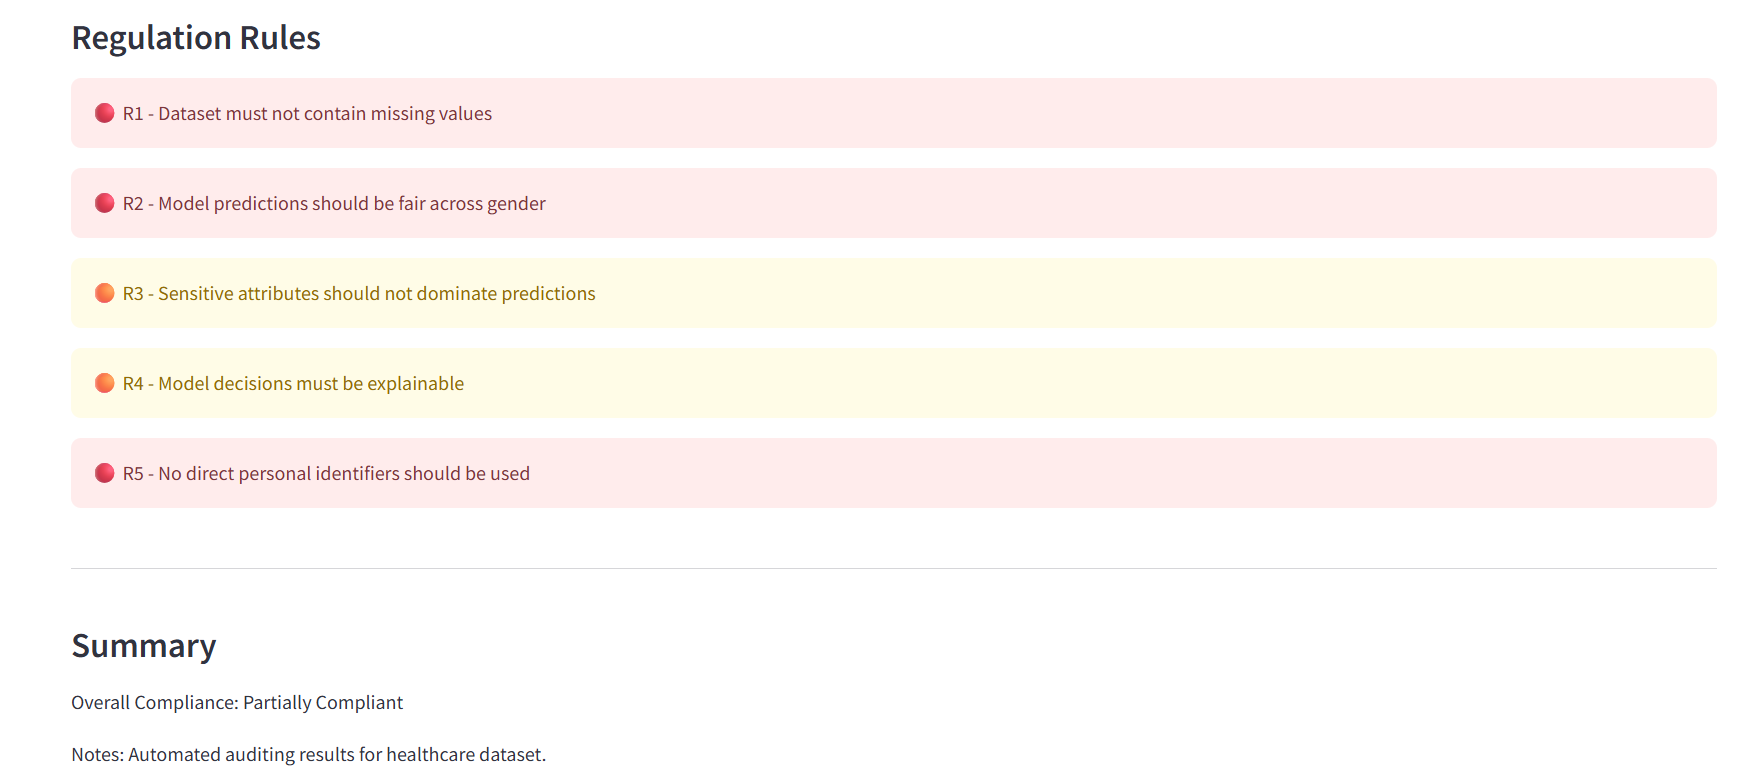 Regulation Rules
R1 - Dataset must not contain missing values
R2 - Model predictions should be fair across gender
R3 - Sensitive attributes should not dominate predictions
R4 - Model decisions must be explainable
R5 - No direct personal identifiers should be used
Summary
Overall Compliance: Partially Compliant
Notes: Automated auditing results for healthcare dataset.